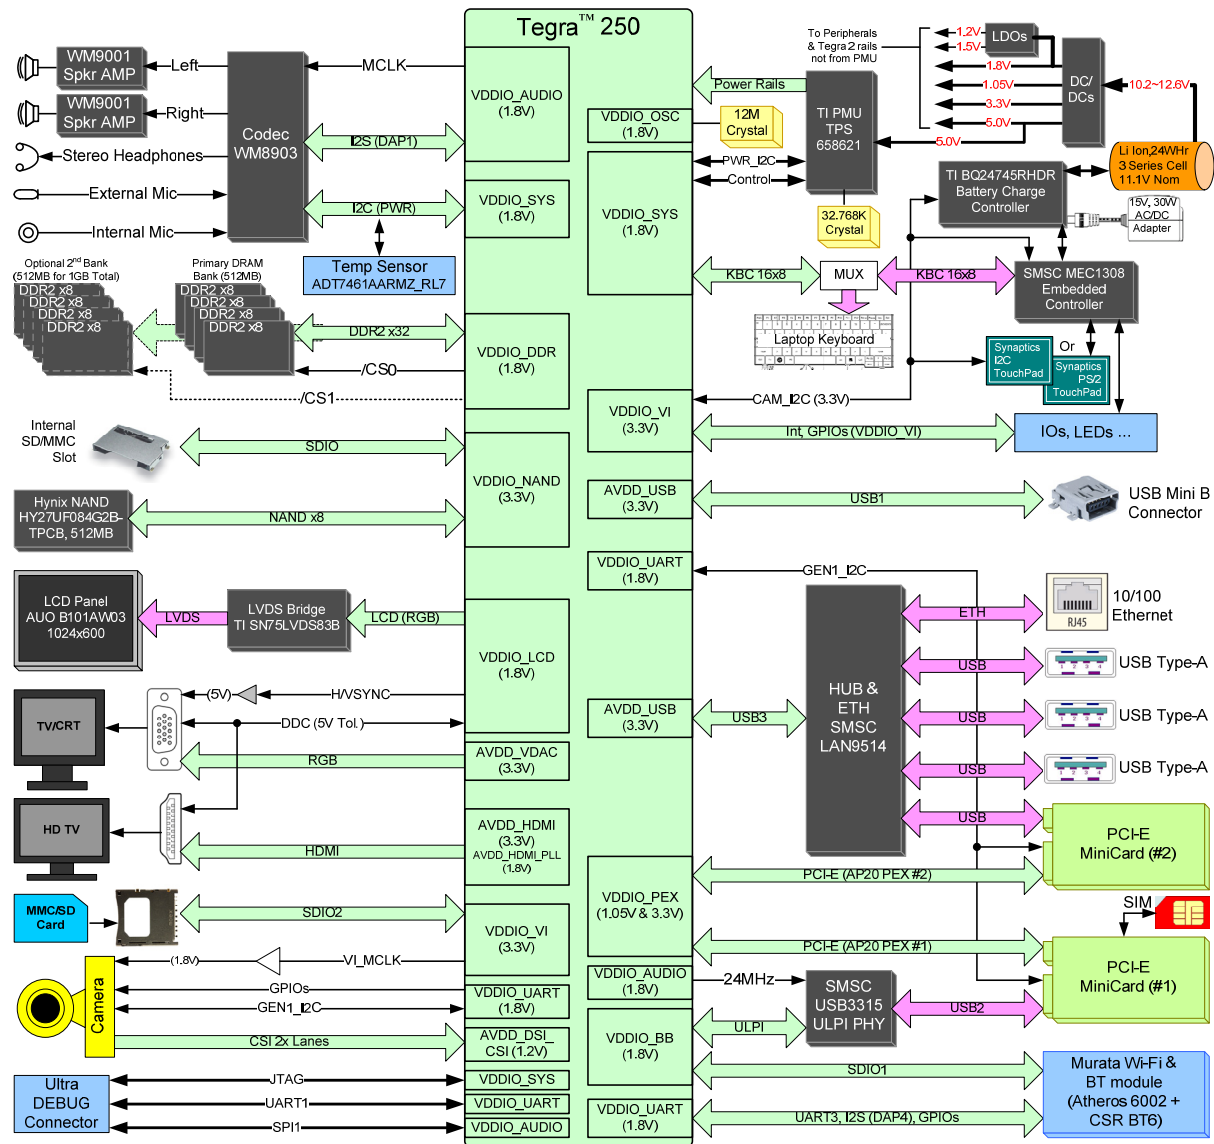 Tegra™ 250
WM9001
Spkr AMP
Left
WM9001
Spkr AMP
Right
Stereo Headphones
External Mic
Internal Mic
Codec
WM8903
MCLK
I2S (DAP1)
I2C (PWR)
Temp Sensor
ADT7461AARMZ_RL7
VDDIO_AUDIO
(1.8V)
VDDIO_SYS
(1.8V)
Optional 2nd Bank
(512MB for 1GB Total)
DDR2 x8
DDR2 x8
DDR2 x8
DDR2 x8
Primary DRAM
Bank (512MB)
DDR2 x8
DDR2 x8
DDR2 x8
DDR2 x8
DDR2 x32
/CS0
/CS1
VDDIO_DDR
(1.8V)
Internal
SD/MMC
Slot
SDIO
VDDIO_NAND
(3.3V)
Hynix NAND
HY27UF084G2B-
TPCB, 512MB
NAND x8
LCD Panel
AUO B101AW03
1024x600
LVDS
LVDS Bridge
TI SN75LVDS83B
LCD (RGB)
VDDIO_LCD
(1.8V)
TV/CRT
(5V)
H/VSYNC
DDC (5V Tol.)
RGB
AVDD_VDAC
(3.3V)
HD TV
HDMI
AVDD_HDMI
(3.3V)
AVDD_HDMI_PLL
(1.8V)
MMC/SD
Card
SDIO2
VDDIO_VI
(3.3V)
Camera
(1.8V)
VI_MCLK
GPIOs
GEN1_I2C
VDDIO_UART
(1.8V)
CSI 2x Lanes
AVDD_DSI_
CSI (1.2V)
Ultra
DEBUG
Connector
JTAG
VDDIO_SYS
UART1
VDDIO_UART
SPI1
VDDIO_AUDIO
To Peripherals
& Tegra 2 rails
not from PMU
1.2V
1.5V
LDOs
1.8V
1.05V
3.3V
5.0V
5.0V
DC/
DCs
10.2~12.6V
Power Rails
TI PMU
TPS
658621
VDDIO_OSC
(1.8V)
12M
Crystal
PWR_I2C
Control
32.768K
Crystal
VDDIO_SYS
(1.8V)
Li Ion,24WHr
3 Series Cell
11.1V Nom
TI BQ24745RHDR
Battery Charge
Controller
15V, 30W
AC/DC
Adapter
KBC 16x8
MUX
KBC 16x8
SMSC MEC1308
Embedded
Controller
Laptop Keyboard
Synaptics
I2C
TouchPad
Or
Synaptics
PS/2
TouchPad
CAM_I2C (3.3V)
VDDIO_VI
(3.3V)
Int, GPIOs (VDDIO_VI)
IOs, LEDs ...
AVDD_USB
(3.3V)
USB1
USB Mini B
Connector
VDDIO_UART
(1.8V)
GEN1_I2C
ETH
RJ45
10/100
Ethernet
HUB &
ETH
SMSC
LAN9514
USB
1 2 3 4
USB Type-A
USB
1 2 3 4
USB Type-A
USB
1 2 3 4
USB Type-A
AVDD_USB
(3.3V)
USB3
USB
PCI-E
MiniCard (#2)
PCI-E (AP20 PEX #2)
VDDIO_PEX
(1.05V & 3.3V)
SIM
PCI-E (AP20 PEX #1)
PCI-E
MiniCard (#1)
VDDIO_AUDIO
(1.8V)
24MHz
SMSC
USB3315
ULPI PHY
USB2
VDDIO_BB
(1.8V)
ULPI
SDIO1
Murata Wi-Fi &
BT module
(Atheros 6002 +
CSR BT6)
VDDIO_UART
(1.8V)
UART3, I2S (DAP4), GPIOs